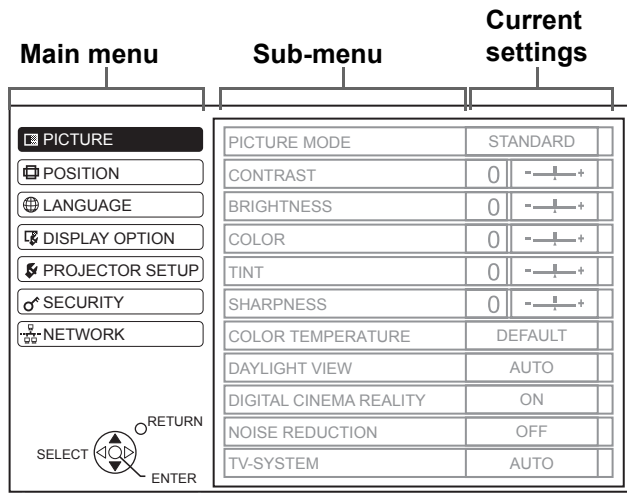 Main menu
Sub-menu
Current
settings
PICTURE
POSITION
LANGUAGE
DISPLAY OPTION
PROJECTOR SETUP
SECURITY
NETWORK
RETURN
SELECT
ENTER
PICTURE MODE STANDARD
CONTRAST 0 - +
BRIGHTNESS 0 - +
COLOR 0 - +
TINT 0 - +
SHARPNESS 0 - +
COLOR TEMPERATURE DEFAULT
DAYLIGHT VIEW AUTO
DIGITAL CINEMA REALITY ON
NOISE REDUCTION OFF
TV-SYSTEM AUTO